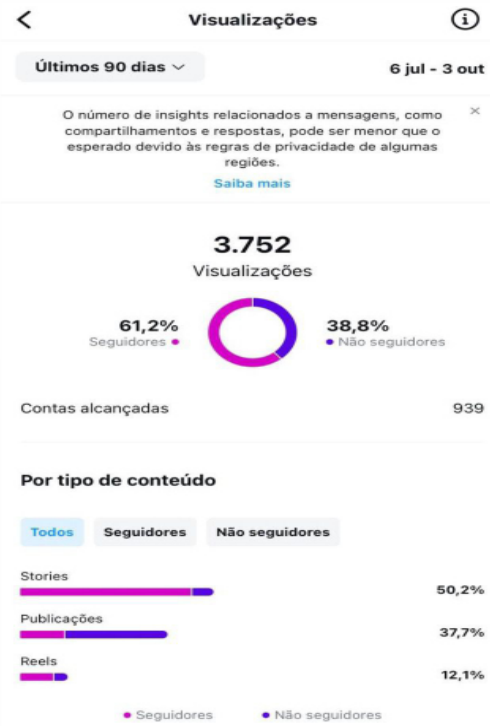 Visualizações
Últimos 90 dias
6 jul - 3 out
O número de insights relacionados a mensagens, como
compartilhamentos e respostas, pode ser menor que o
esperado devido às regras de privacidade de algumas
regiões.
Saiba mais
3.752
Visualizações
61,2%
Seguidores
38,8%
Não seguidores
Contas alcançadas 939
Por tipo de conteúdo
Todos Seguidores Não seguidores
Stories
50,2%
Publicações
37,7%
Reels
12,1%
Seguidores Não seguidores